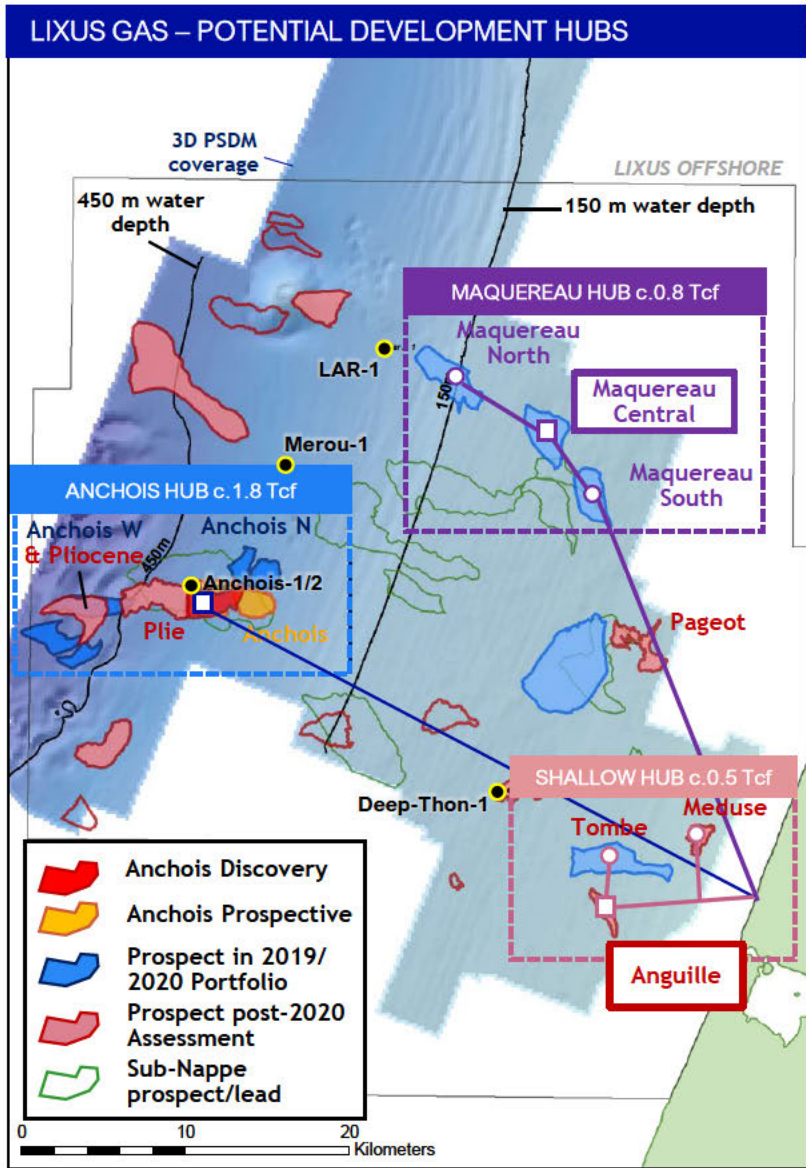 LIXUS GAS – POTENTIAL DEVELOPMENT HUBS
3D PSDM
coverage
LIXUS OFFSHORE
450 m water
depth
150 m water depth
MAQUEREAU HUB c.0.8 Tcf
Maquereau
North
LAR-1
150m
Maquereau
Central
Merou-1
Maquereau
South
ANCHOIS HUB c.1.8 Tcf
Anchois W
& Pliocene
Anchois N
450m
Anchois-1/2
Plie
Anchois
Pageot
SHALLOW HUB c.0.5 Tcf
Deep-Thon-1
Meduse
Tombe
Anguille
Anchois Discovery
Anchois Prospective
Prospect in 2019/
2020 Portfolio
Prospect post-2020
Assessment
Sub-Nappe
prospect/lead
0 10 20
Kilometers